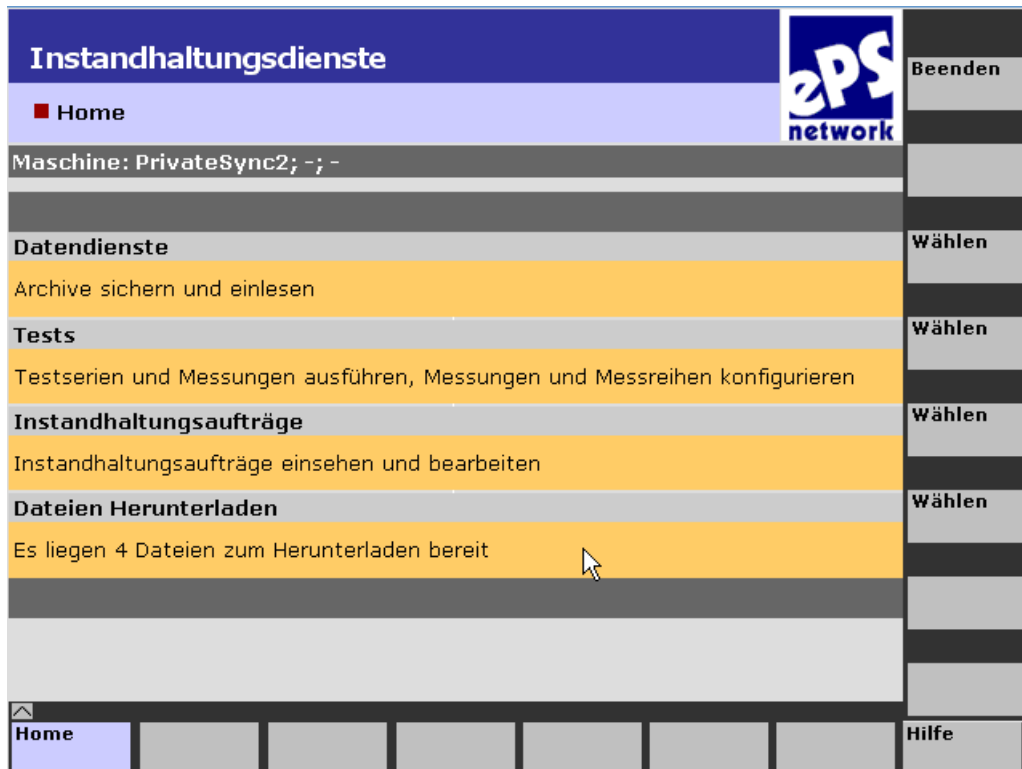 Instandhaltungsdienste
ePS
network
Beenden
Home
Maschine: PrivateSync2; -; -
Datendienste
Wählen
Archive sichern und einlesen
Tests
Wählen
Testserien und Messungen ausführen, Messungen und Messreihen konfigurieren
Instandhaltungsaufträge
Wählen
Instandhaltungsaufträge einsehen und bearbeiten
Dateien Herunterladen
Wählen
Es liegen 4 Dateien zum Herunterladen bereit
Home
Hilfe